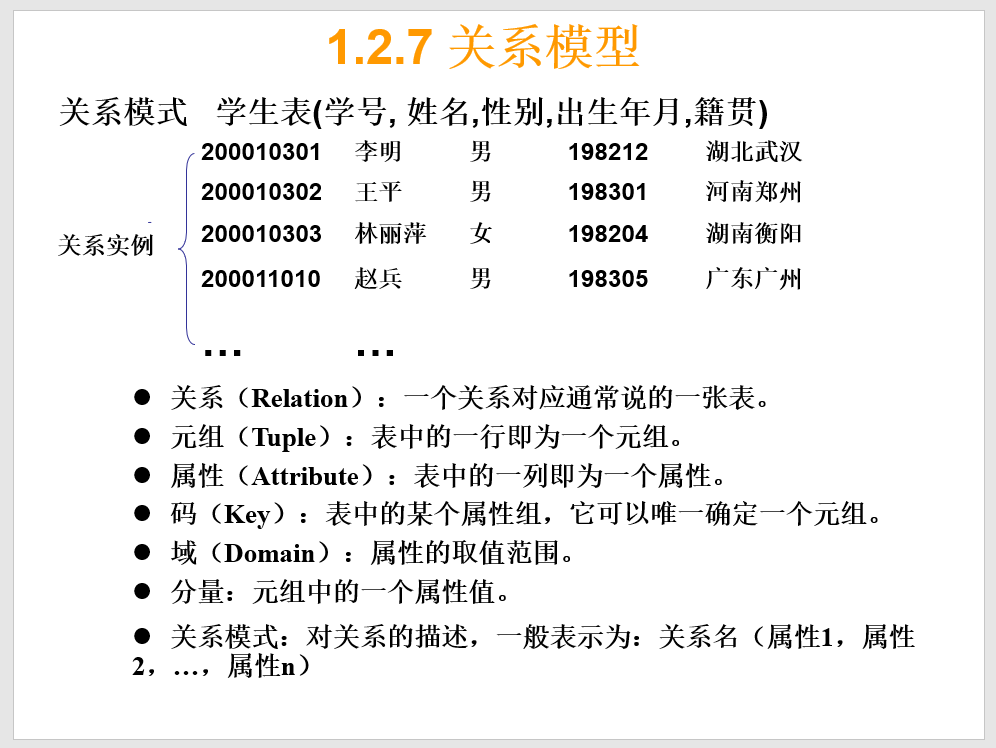 1.2.7 关系模型
关系模式 学生表(学号, 姓名,性别,出生年月,籍贯)
200010301 李明 男 198212 湖北武汉
200010302 王平 男 198301 河南郑州
200010303 林丽萍 女 198204 湖南衡阳
关系实例
200011010 赵兵 男 198305 广东广州
… …
● 关系（Relation）：一个关系对应通常说的一张表。
● 元组（Tuple）：表中的一行即为一个元组。
● 属性（Attribute）：表中的一列即为一个属性。
● 码（Key）：表中的某个属性组，它可以唯一确定一个元组。
● 域（Domain）：属性的取值范围。
● 分量：元组中的一个属性值。
● 关系模式：对关系的描述，一般表示为：关系名（属性1，属性
2，…，属性n）